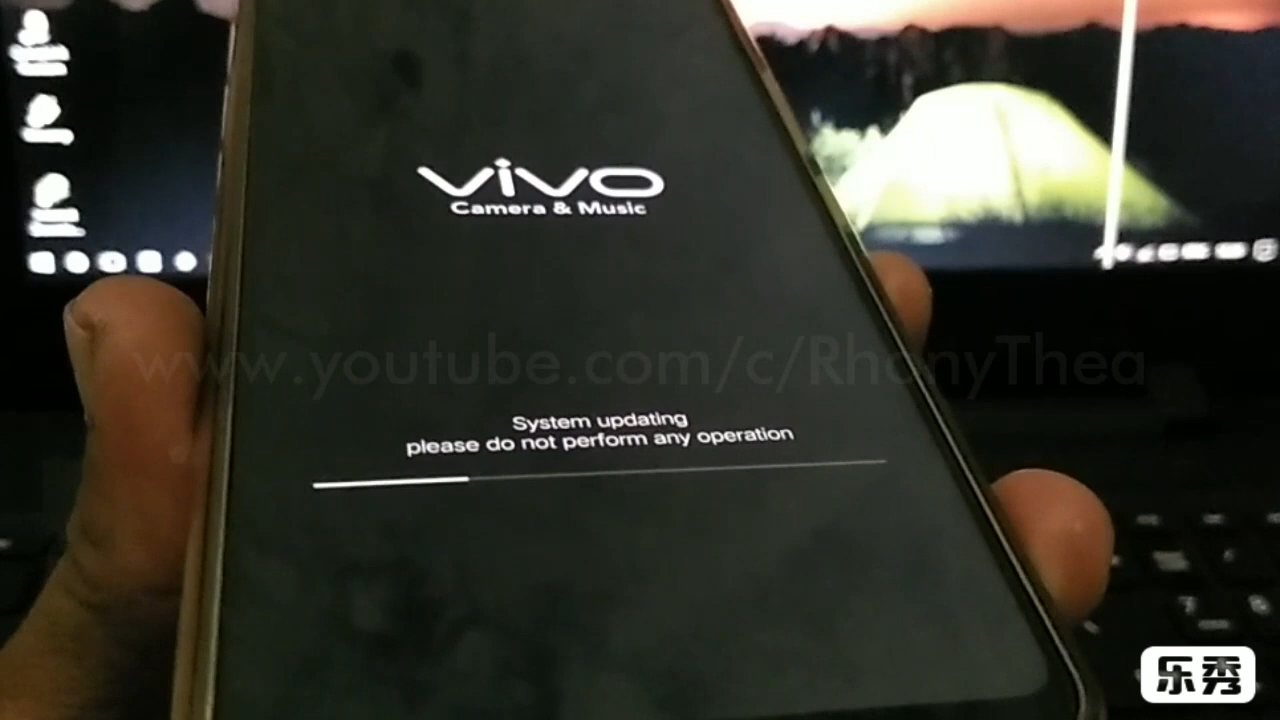 vivo
Camera & Music
www.youtube.com/c/RhonyThea
System updating
please do not perform any operation
乐秀